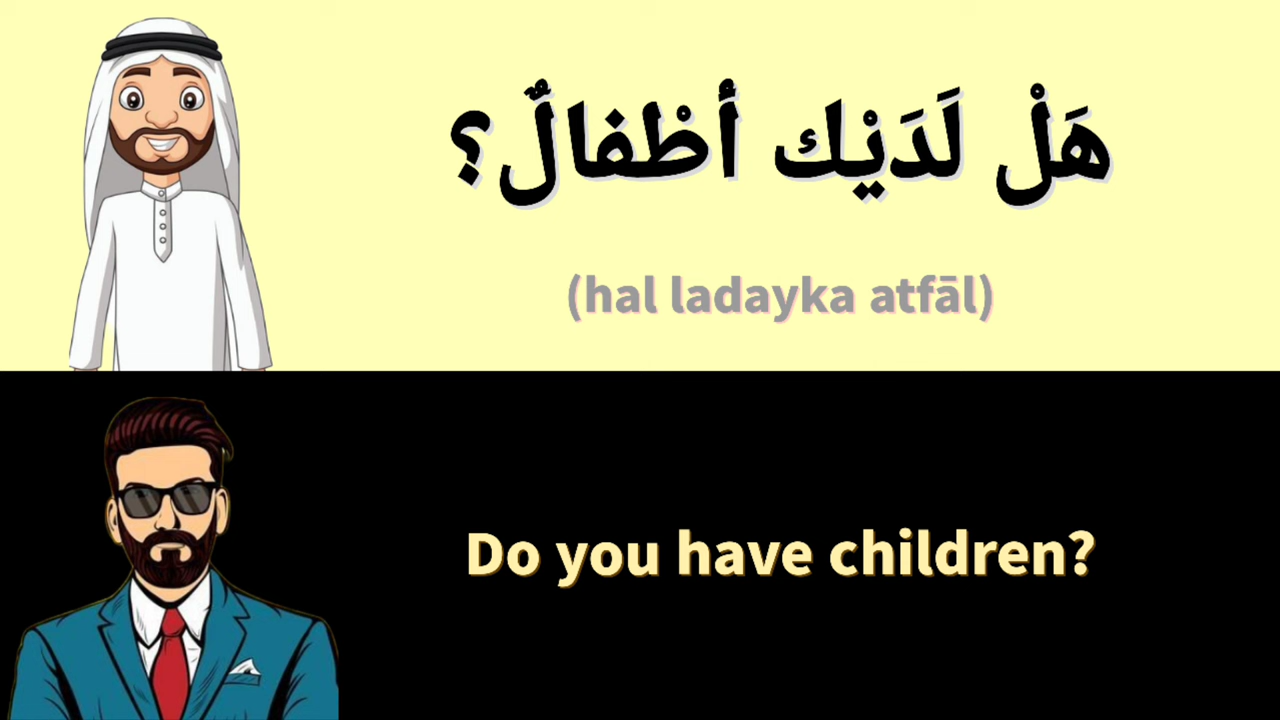 هَلْ لَدَيْك أطْفالٌ؟
(hal ladayka atfāl)
Do you have children?